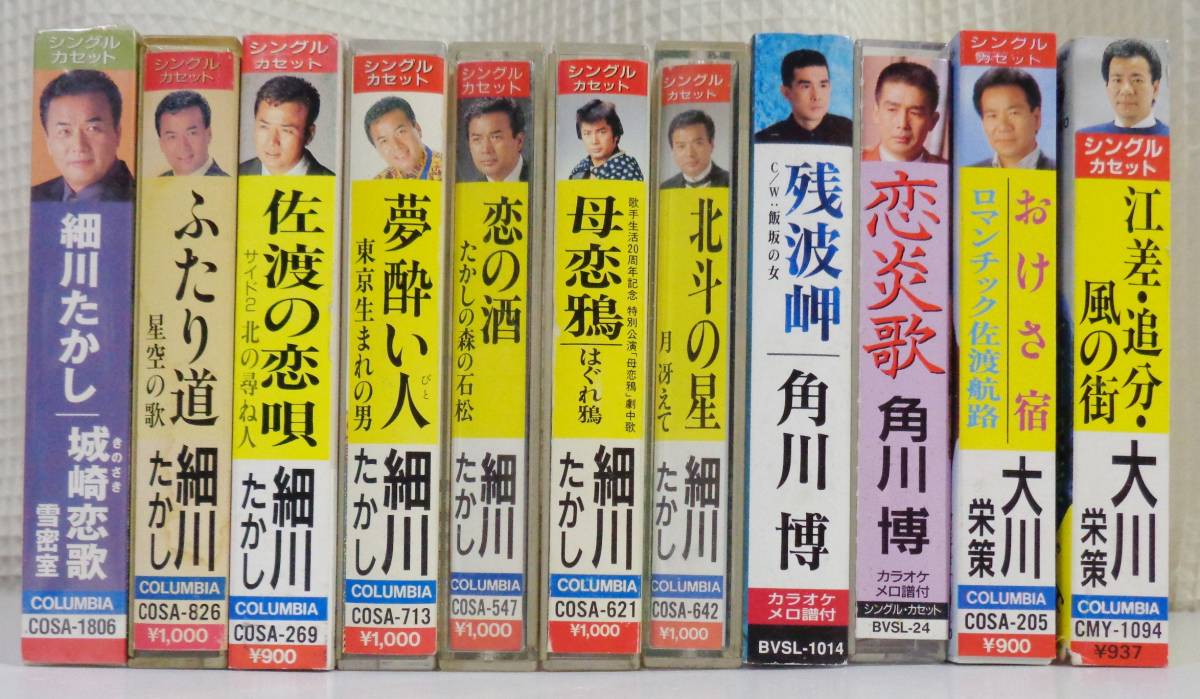 シングル
カセット
細川たかし
城崎恋歌
きのさき
雪密室
COLUMBIA
COSA-1806
シングル
カセット
ふたり道
星空の歌
細川
たかし
COLUMBIA
COSA-826
¥1,000
シングル
カセット
佐渡の恋唄
サイド2 北の尋ね人
細川
たかし
COLUMBIA
COSA-269
¥900
シングル
カセット
夢酔い人
びと
東京生まれの男
細川
たかし
COLUMBIA
COSA-713
¥1,000
シングル
カセット
恋の酒
たかしの森の石松
細川
たかし
COLUMBIA
COSA-547
¥1,000
シングル
カセット
歌手生活20周年記念 特別公演「母恋鴉」劇中歌
母恋鴉
はぐれ鴉
細川
たかし
COLUMBIA
COSA-621
¥1,000
シングル
カセット
北斗の星
月冴えて
細川
たかし
COLUMBIA
COSA-642
¥1,000
残波岬
C/W:飯坂の女
角川 博
カラオケ
メロ譜付
BVSL-1014
恋炎歌
角川 博
カラオケ
メロ譜付
シングル・カセット
BVSL-24
シングル
カセット
おけさ宿
ロマンチック佐渡航路
大川
栄策
COLUMBIA
COSA-205
¥900
シングル
カセット
江差・追分・
風の街
大川
栄策
COLUMBIA
CMY-1094
¥937